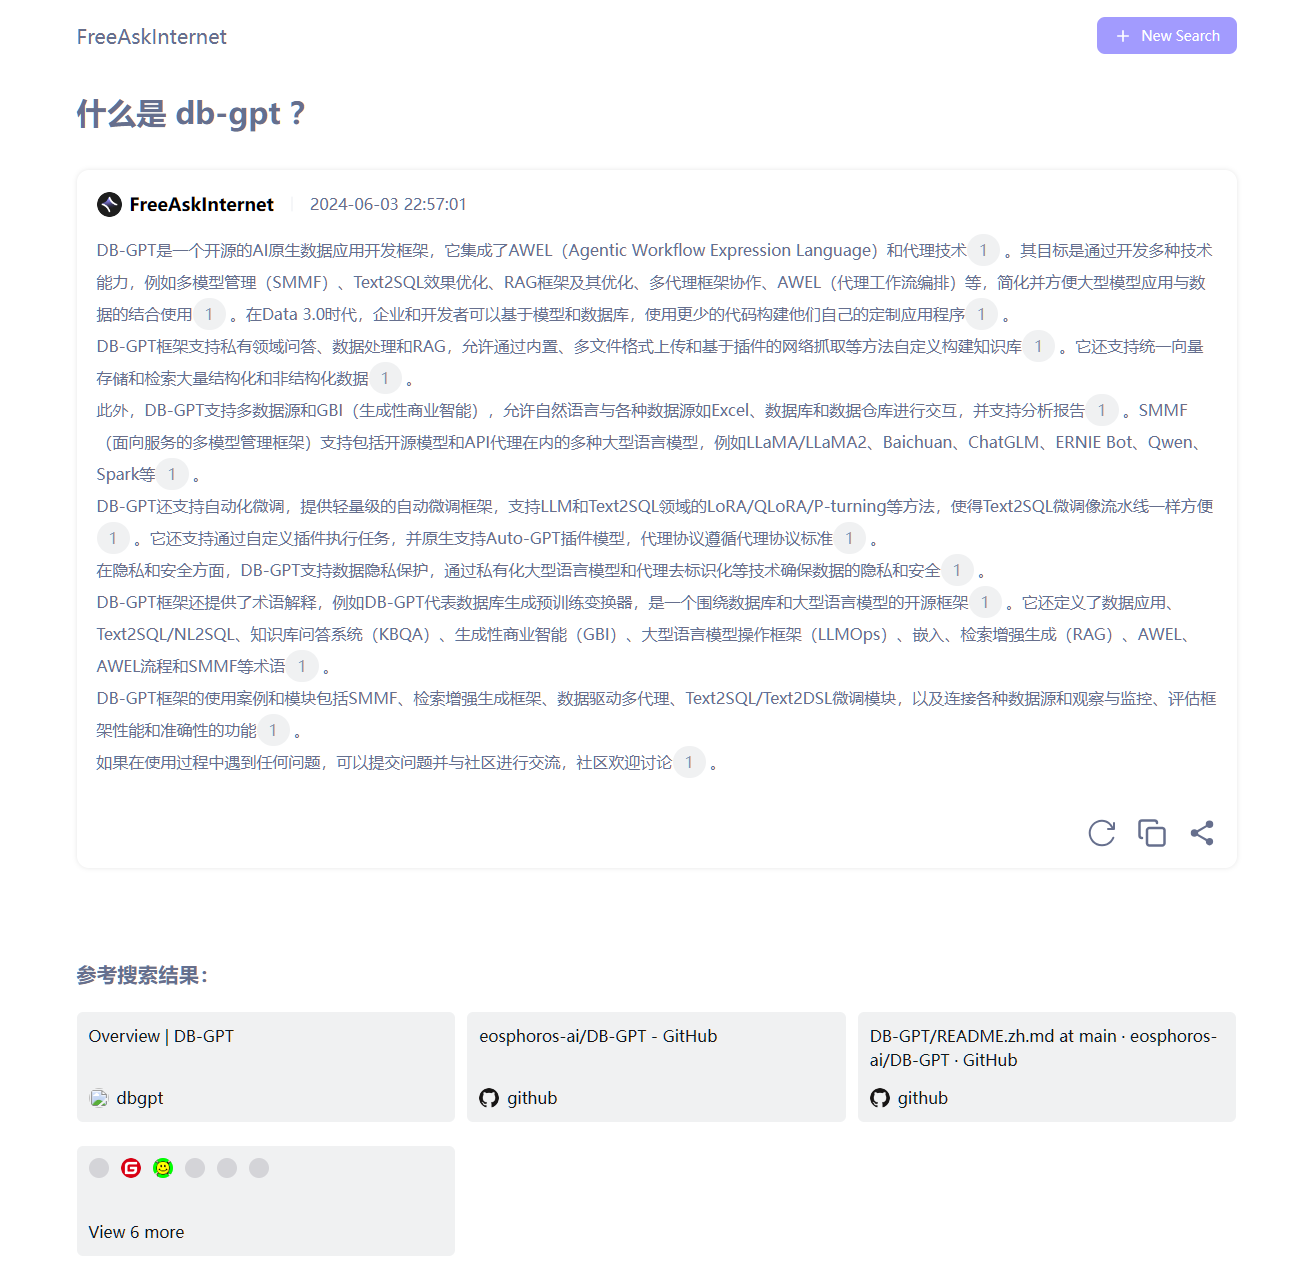 FreeAskInternet
New Search
什么是 db-gpt ?
FreeAskInternet
2024-06-03 22:57:01
DB-GPT是一个开源的AI原生数据应用开发框架，它集成了AWEL（Agentic Workflow Expression Language）和代理技术 1 。其目标是通过开发多种技术
能力，例如多模型管理（SMMF）、Text2SQL效果优化、RAG框架及其优化、多代理框架协作、AWEL（代理工作流编排）等，简化并方便大型模型应用与数
据的结合使用 1 。在Data 3.0时代，企业和开发者可以基于模型和数据库，使用更少的代码构建他们自己的定制应用程序 1 。
DB-GPT框架支持私有领域问答、数据处理和RAG，允许通过内置、多文件格式上传和基于插件的网络抓取等方法自定义构建知识库 1 。它还支持统一向量
存储和检索大量结构化和非结构化数据 1 。
此外，DB-GPT支持多数据源和GBI（生成性商业智能），允许自然语言与各种数据源如Excel、数据库和数据仓库进行交互，并支持分析报告 1 。SMMF
（面向服务的多模型管理框架）支持包括开源模型和API代理在内的多种大型语言模型，例如LLaMA/LLaMA2、Baichuan、ChatGLM、ERNIE Bot、Qwen、
Spark等 1 。
DB-GPT还支持自动化微调，提供轻量级的自动微调框架，支持LLM和Text2SQL领域的LoRA/QLoRA/P-turning等方法，使得Text2SQL微调像流水线一样方便
1 。它还支持通过自定义插件执行任务，并原生支持Auto-GPT插件模型，代理协议遵循代理协议标准 1 。
在隐私和安全方面，DB-GPT支持数据隐私保护，通过私有化大型语言模型和代理去标识化等技术确保数据的隐私和安全 1 。
DB-GPT框架还提供了术语解释，例如DB-GPT代表数据库生成预训练变换器，是一个围绕数据库和大型语言模型的开源框架 1 。它还定义了数据应用、
Text2SQL/NL2SQL、知识库问答系统（KBQA）、生成性商业智能（GBI）、大型语言模型操作框架（LLMOps）、嵌入、检索增强生成（RAG）、AWEL、
AWEL流程和SMMF等术语 1 。
DB-GPT框架的使用案例和模块包括SMMF、检索增强生成框架、数据驱动多代理、Text2SQL/Text2DSL微调模块，以及连接各种数据源和观察与监控、评估框
架性能和准确性的功能 1 。
如果在使用过程中遇到任何问题，可以提交问题并与社区进行交流，社区欢迎讨论 1 。
参考搜索结果：
Overview | DB-GPT
dbgpt
eosphoros-ai/DB-GPT - GitHub
github
DB-GPT/README.zh.md at main · eosphoros-
ai/DB-GPT · GitHub
github
View 6 more